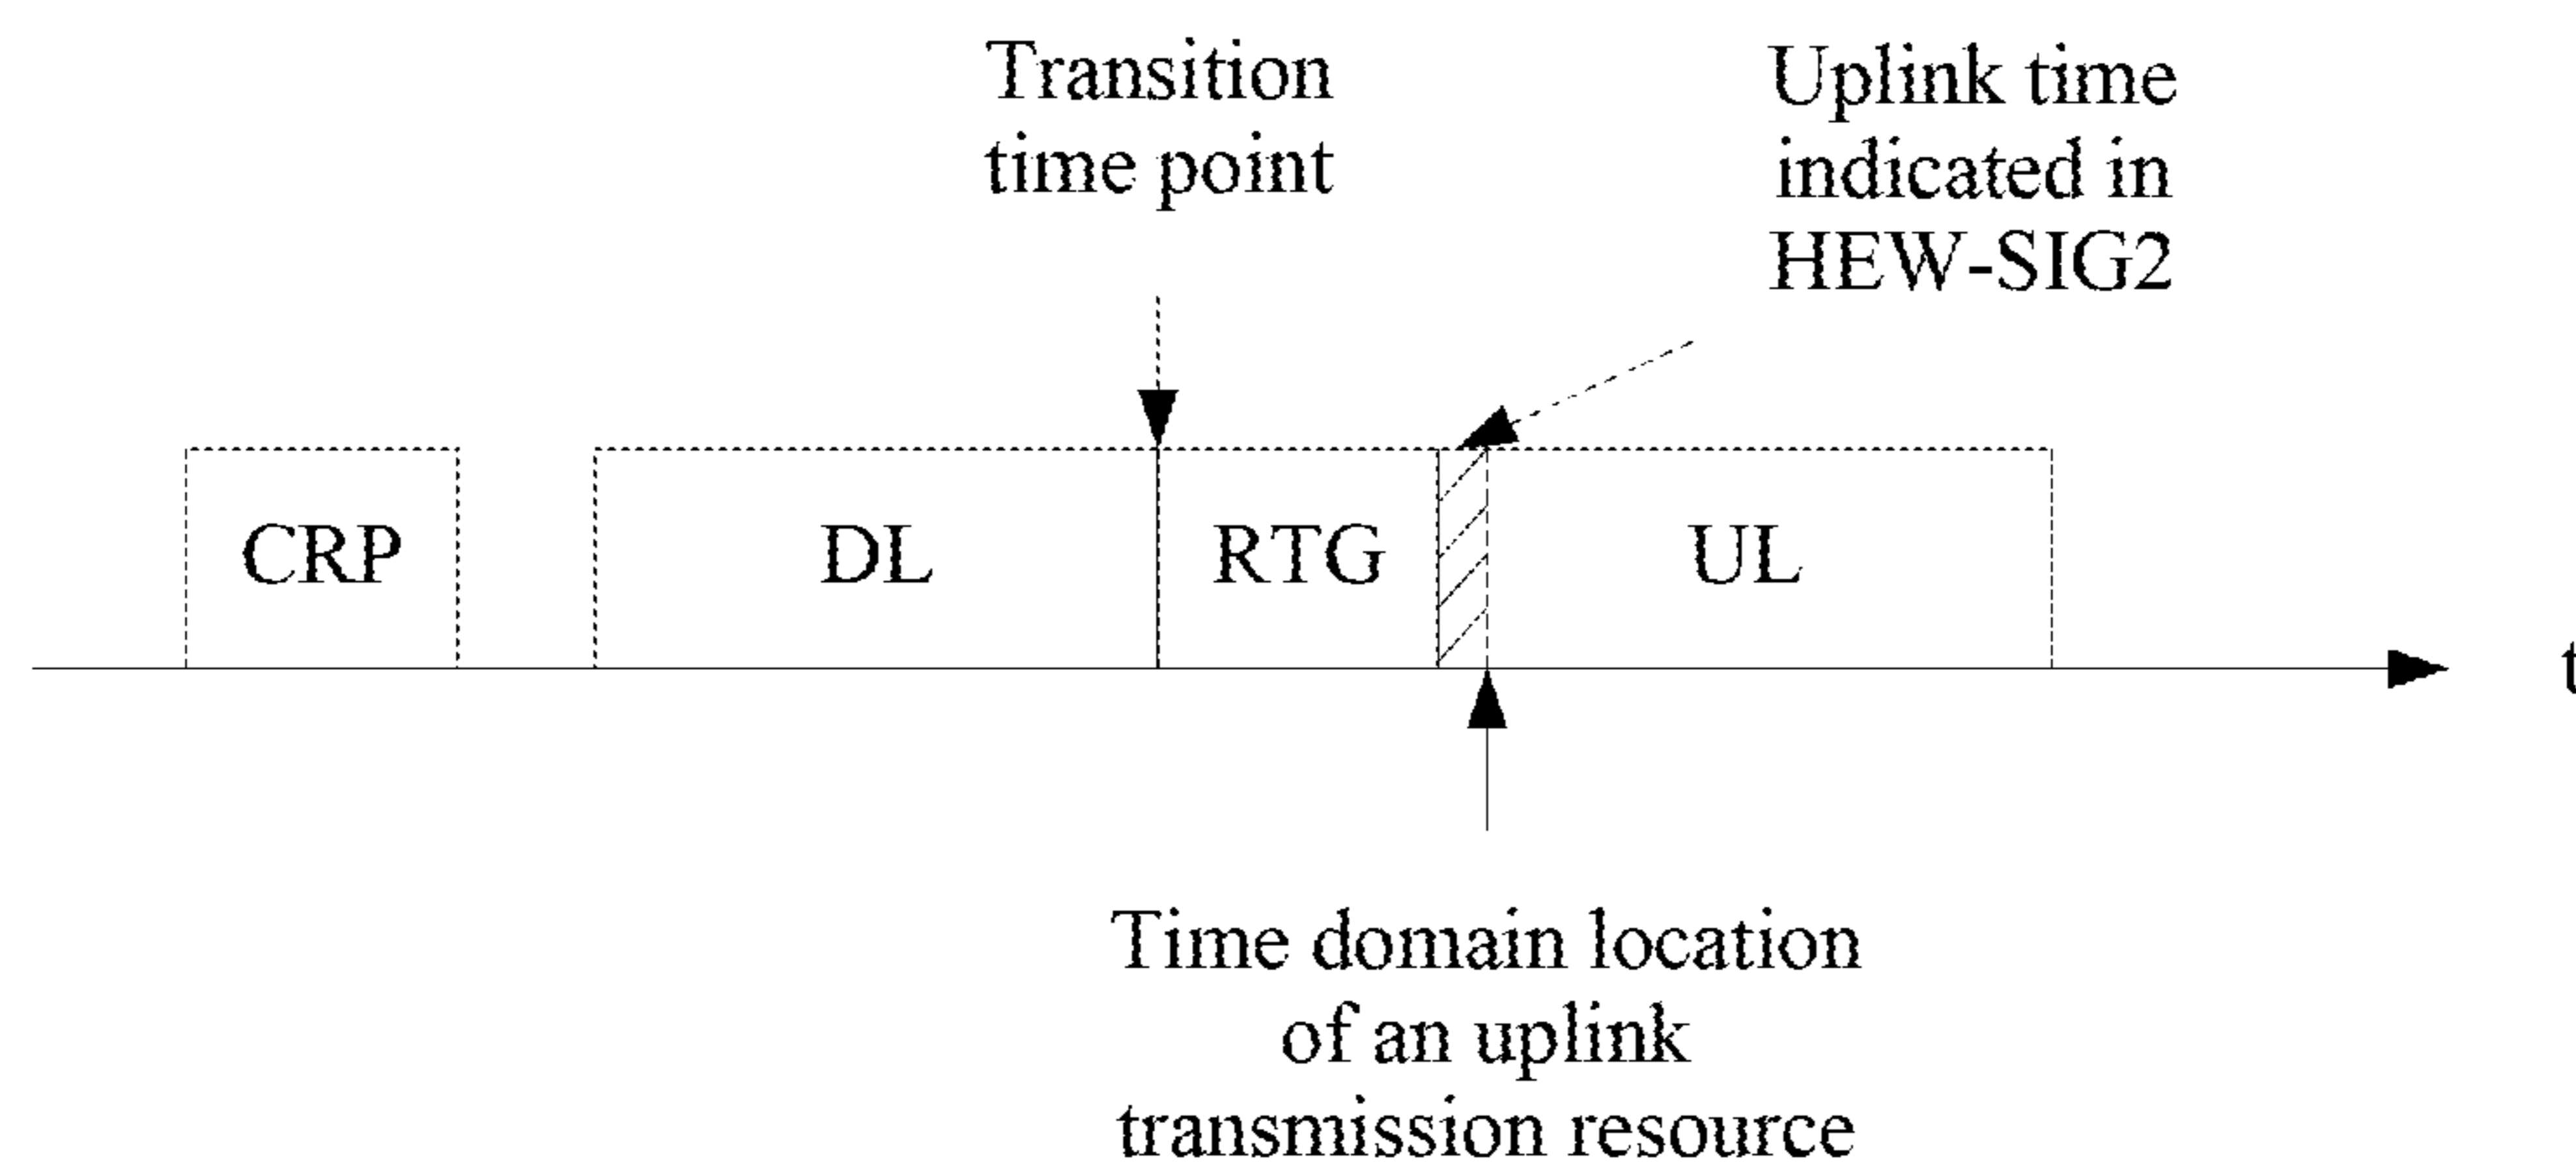 Transition
time point
Uplink time
indicated in
HEW-SIG2
CRP
DL
RTG
UL
t
Time domain location
of an uplink
transmission resource